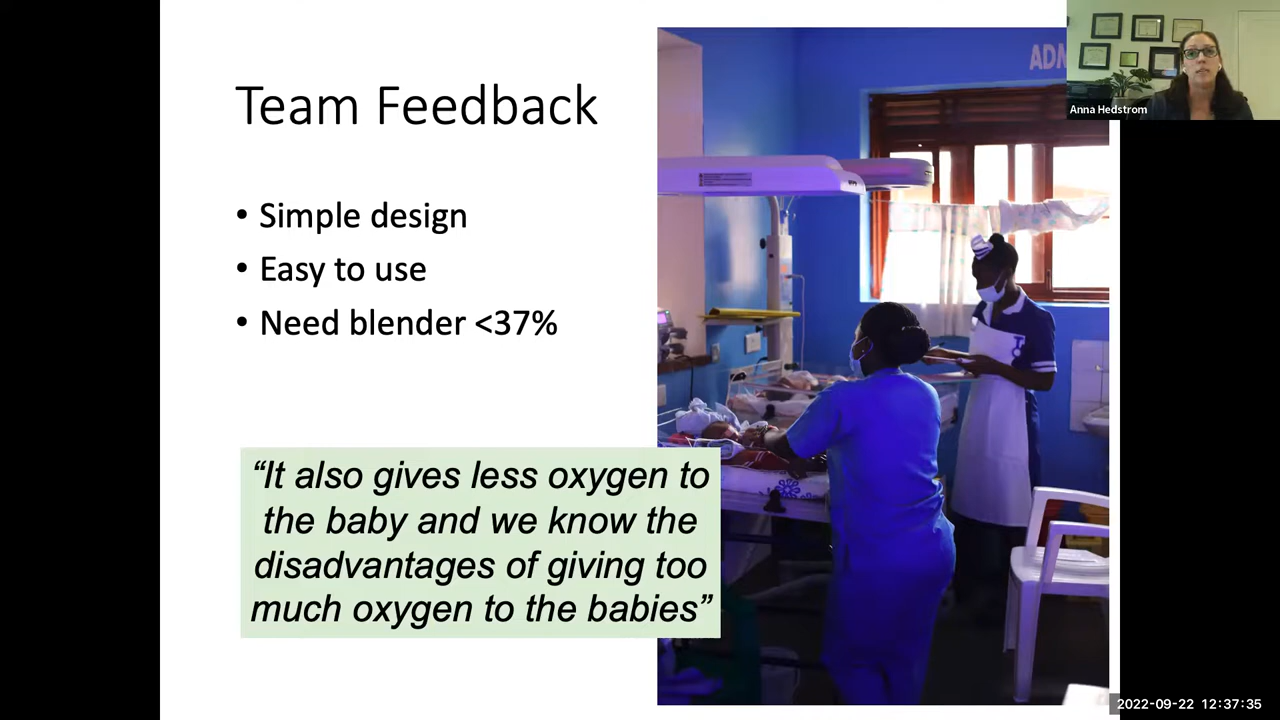 Team Feedback
• Simple design
• Easy to use
• Need blender <37%
“It also gives less oxygen to
the baby and we know the
disadvantages of giving too
much oxygen to the babies”
ADM
Anna Hedstrom
2022-09-22 12:37:35